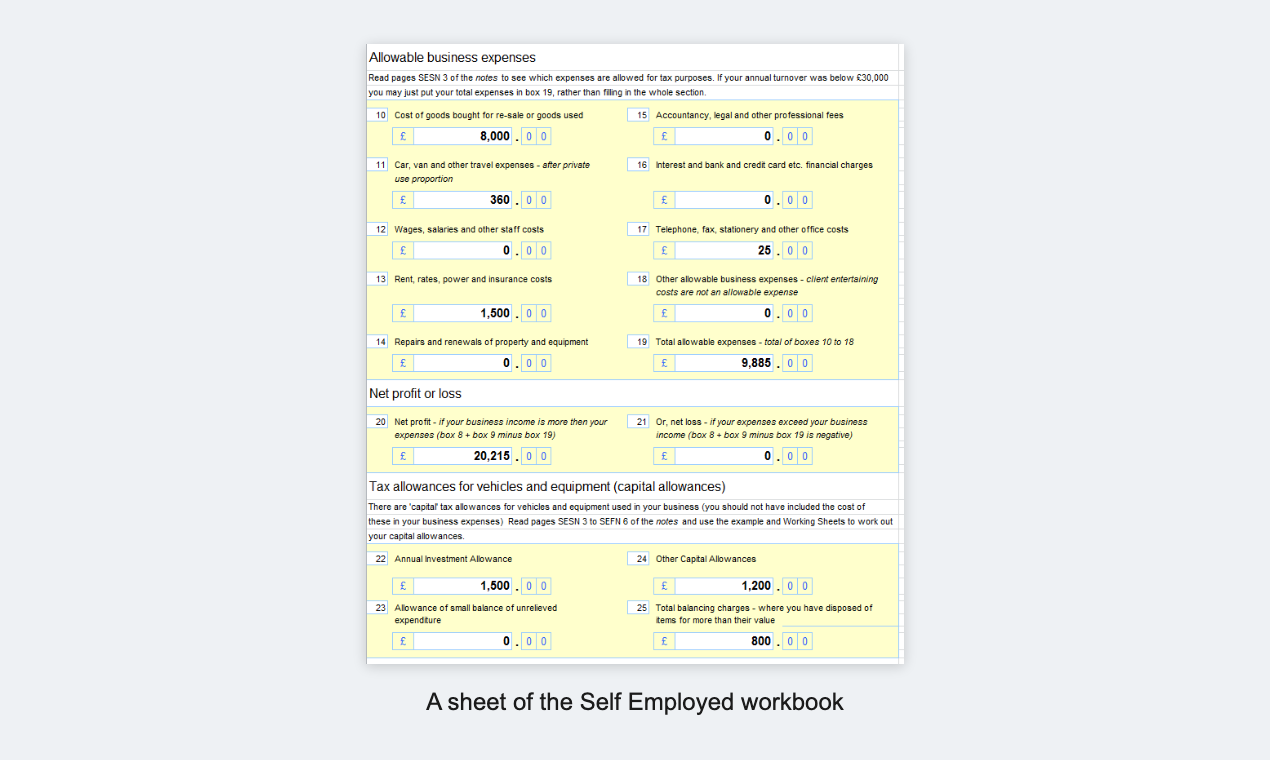 Allowable business expenses
Read pages SESN 3 of the notes to see which expenses are allowed for tax purposes. If your annual turnover was below £30,000
you may just put your total expenses in box 19, rather than filling in the whole section.
10 Cost of goods bought for re-sale or goods used
£ 8,000 . 0 0
15 Accountancy, legal and other professional fees
£ 0 . 0 0
11 Car, van and other travel expenses - after private
use proportion
£ 360 . 0 0
16 Interest and bank and credit card etc. financial charges
£ 0 . 0 0
12 Wages, salaries and other staff costs
£ 0 . 0 0
17 Telephone, fax, stationery and other office costs
£ 25 . 0 0
13 Rent, rates, power and insurance costs
£ 1,500 . 0 0
18 Other allowable business expenses - client entertaining
costs are not an allowable expense
£ 0 . 0 0
14 Repairs and renewals of property and equipment
£ 0 . 0 0
19 Total allowable expenses - total of boxes 10 to 18
£ 9,885 . 0 0
Net profit or loss
20 Net profit - if your business income is more then your
expenses (box 8 + box 9 minus box 19)
£ 20,215 . 0 0
21 Or, net loss - if your expenses exceed your business
income (box 8 + box 9 minus box 19 is negative)
£ 0 . 0 0
Tax allowances for vehicles and equipment (capital allowances)
There are 'capital' tax allowances for vehicles and equipment used in your business (you should not have included the cost of
these in your business expenses) Read pages SESN 3 to SEFN 6 of the notes and use the example and Working Sheets to work out
your capital allowances.
22 Annual Investment Allowance
£ 1,500 . 0 0
24 Other Capital Allowances
£ 1,200 . 0 0
23 Allowance of small balance of unrelieved
expenditure
£ 0 . 0 0
25 Total balancing charges - where you have disposed of
items for more than their value
£ 800 . 0 0
A sheet of the Self Employed workbook